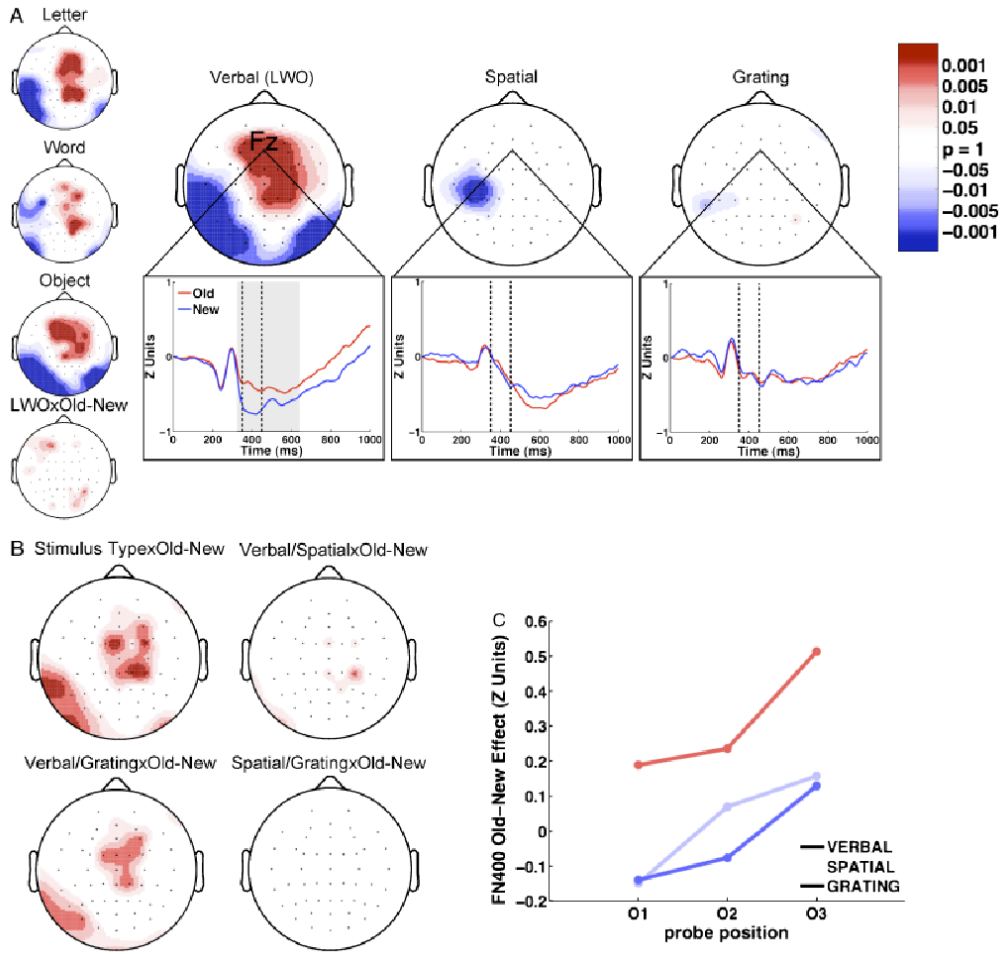 A
Letter
Word
Object
LWOxOld-New
Verbal (LWO)
Spatial
Grating
Fz
0.001
0.005
0.01
0.05
p = 1
−0.05
−0.01
−0.005
−0.001
1
0
−1
Z Units
Old
New
0 200 400 600 800 1000
Time (ms)
1
0
−1
Z Units
0 200 400 600 800 1000
Time (ms)
1
0
−1
Z Units
0 200 400 600 800 1000
Time (ms)
B
Stimulus TypexOld-New
Verbal/SpatialxOld-New
Verbal/GratingxOld-New
Spatial/GratingxOld-New
C
FN400 Old−New Effect (Z Units)
0.6
0.5
0.4
0.3
0.2
0.1
0
−0.1
−0.2
O1 O2 O3
probe position
VERBAL
SPATIAL
GRATING